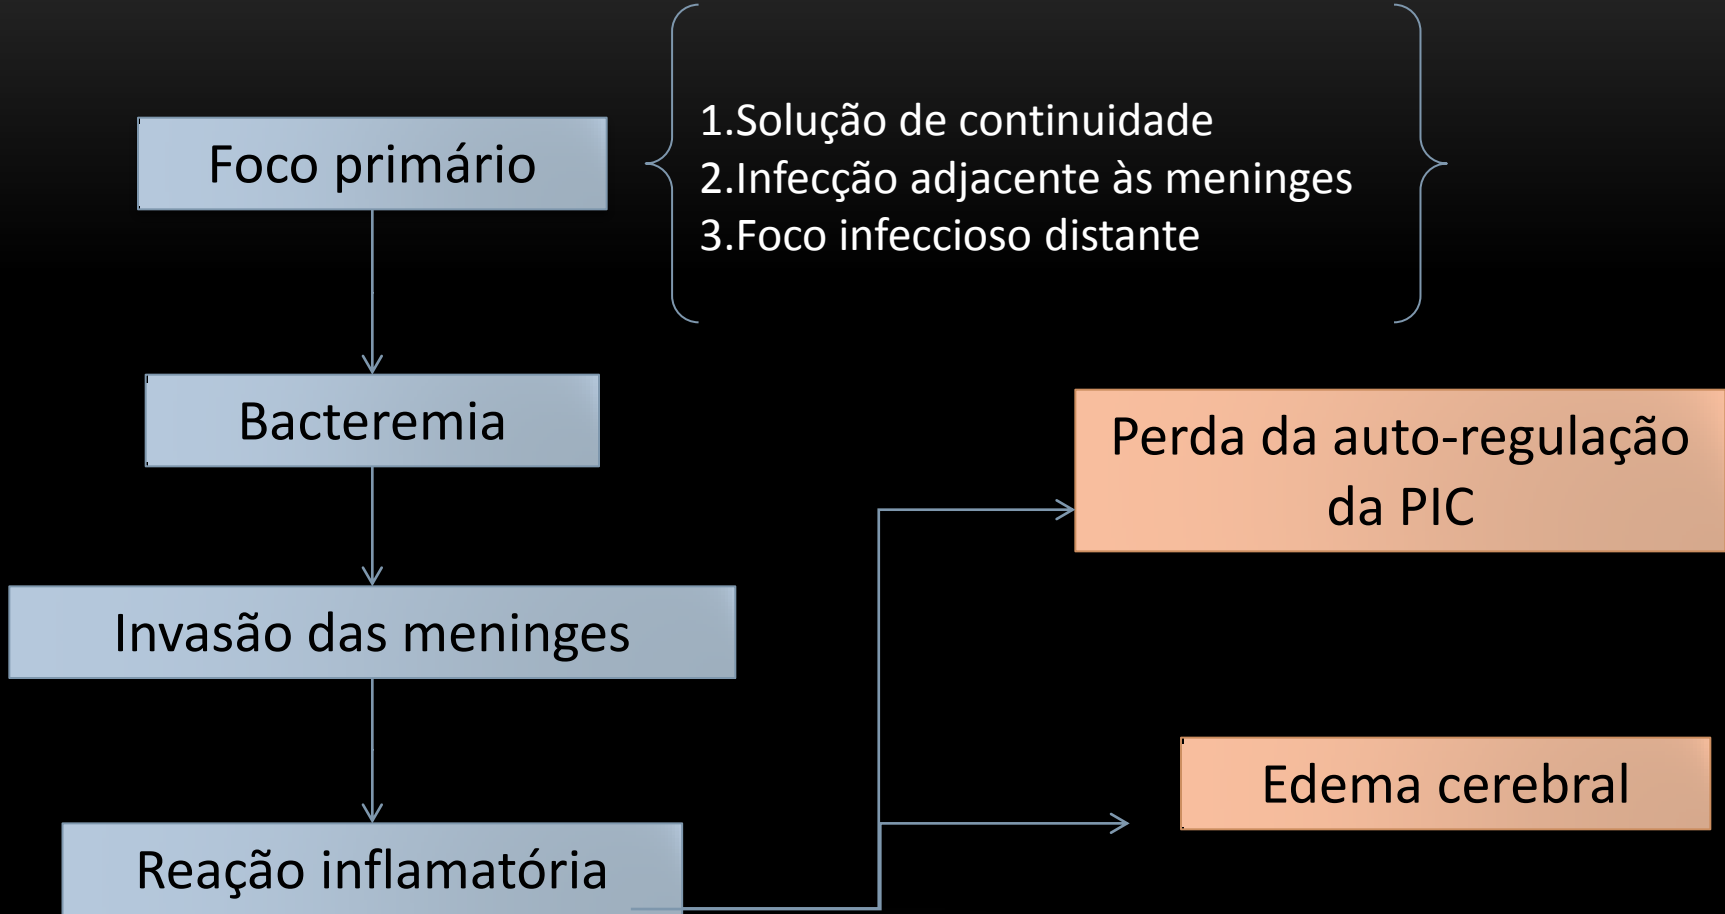 Foco primário
1.Solução de continuidade
2.Infecção adjacente às meninges
3.Foco infeccioso distante
Bacteremia
Perda da auto-regulação
da PIC
Invasão das meninges
Edema cerebral
Reação inflamatória